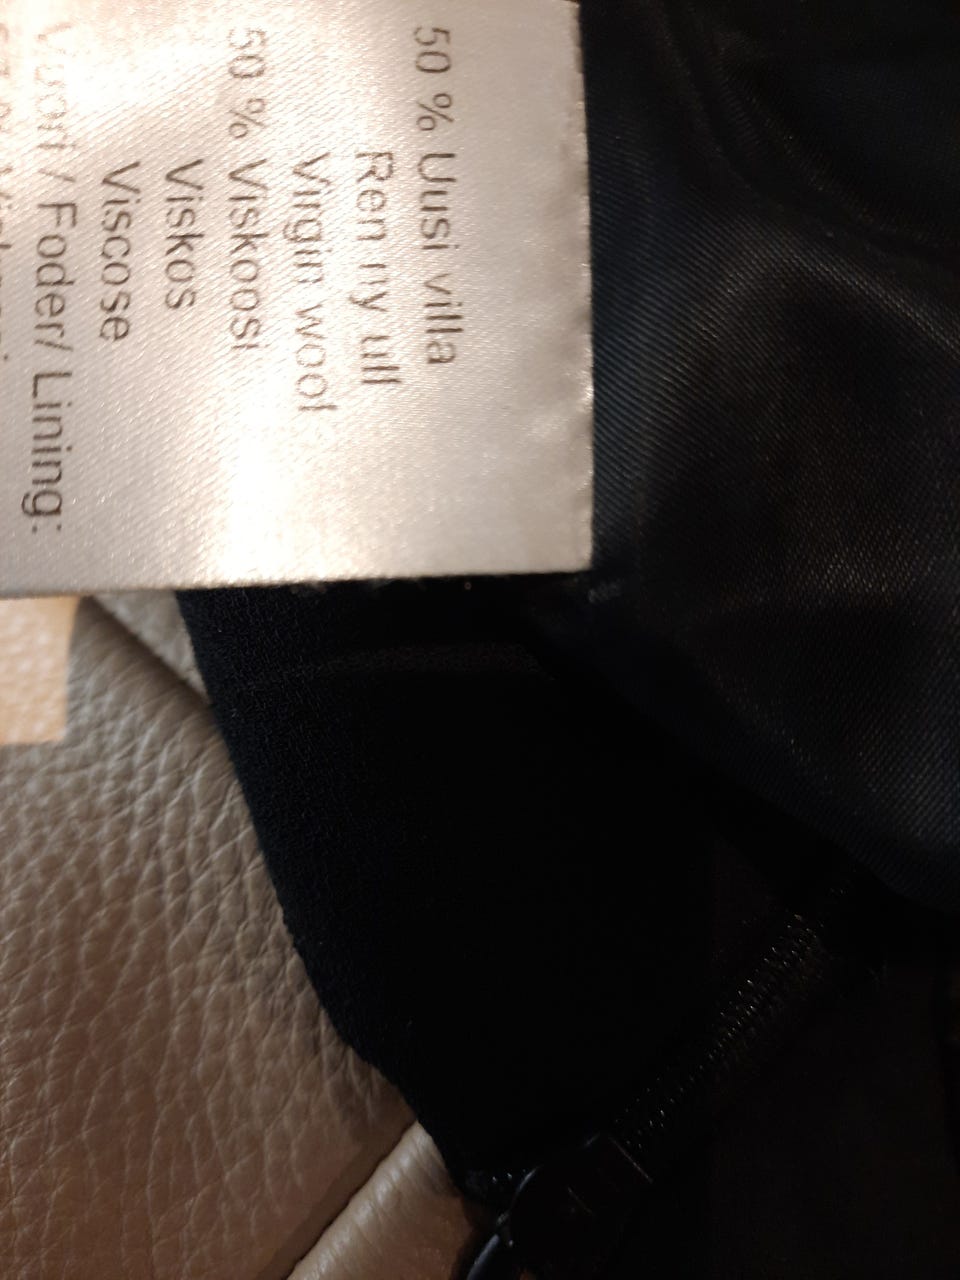 50 % Uusi villa
Ren ny ull
Virgin wool
50 % Viskoosi
Viskos
Viscose
Vuori / Foder/ Lining: